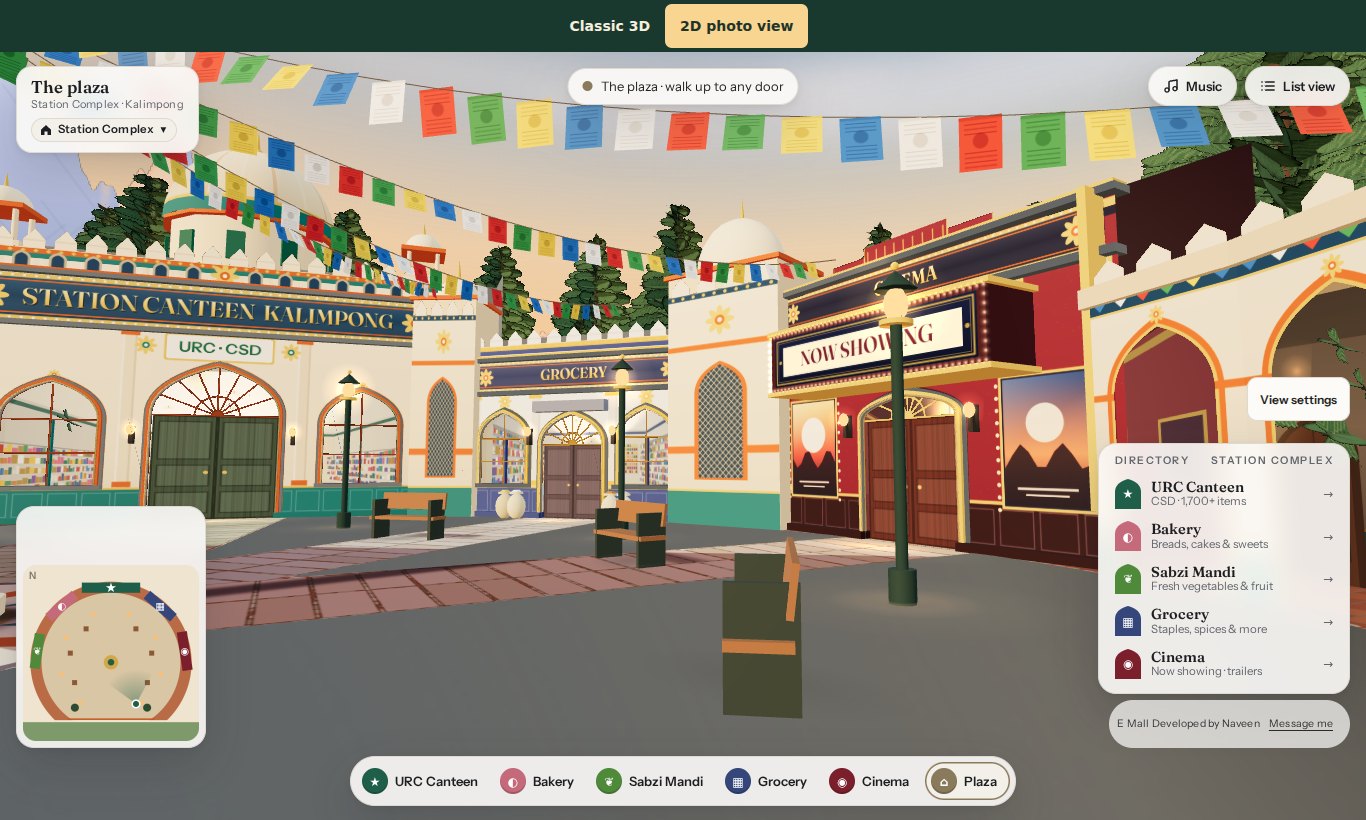 Classic 3D
2D photo view
The plaza
Station Complex · Kalimpong
Station Complex ▾
The plaza · walk up to any door
Music
List view
STATION CANTEEN KALIMPONG
URC·CSD
GROCERY
NOW SHOWING
View settings
DIRECTORY STATION COMPLEX
URC Canteen
CSD · 1,700+ items
→
Bakery
Breads, cakes & sweets
→
Sabzi Mandi
Fresh vegetables & fruit
→
Grocery
Staples, spices & more
→
Cinema
Now showing · trailers
→
N
E Mall Developed by Naveen Message me
URC Canteen
Bakery
Sabzi Mandi
Grocery
Cinema
Plaza